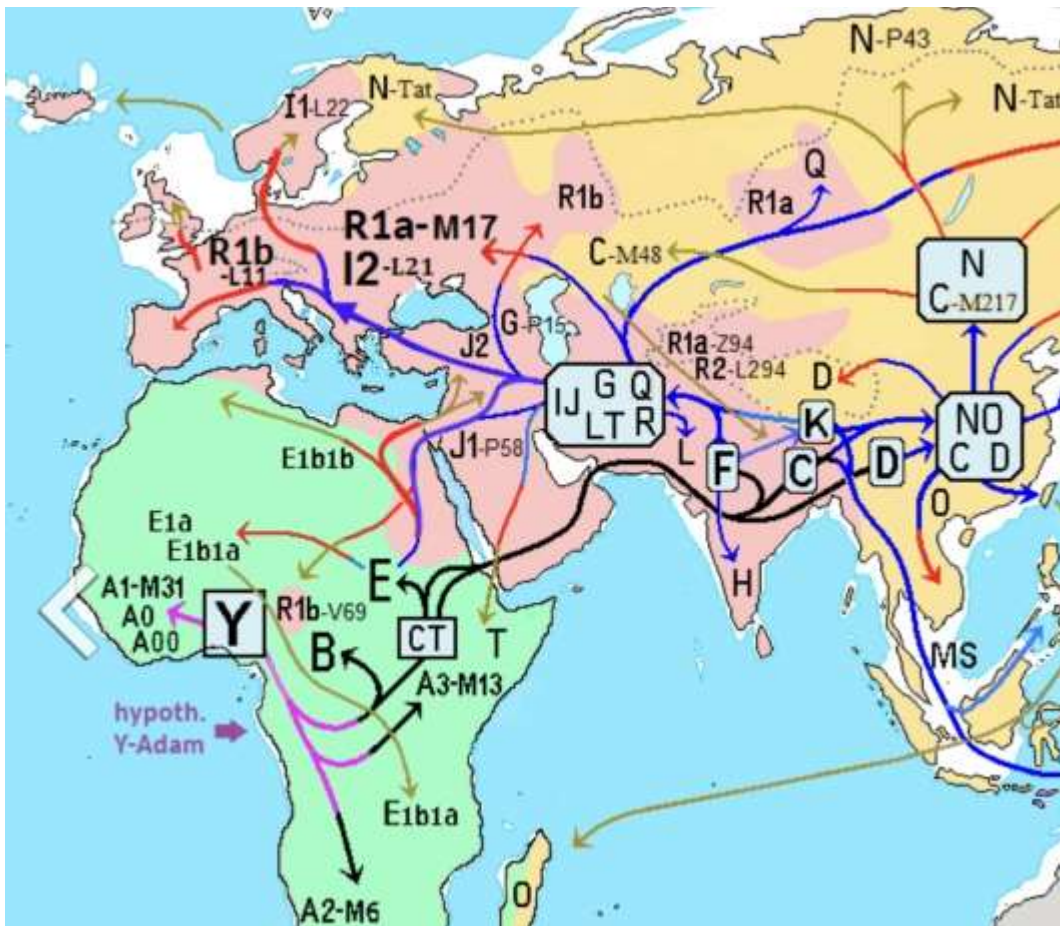 N-P43
N-Tat
N-Tat
I1-L22
Q
R1b
R1a
R1a-M17
I2-L21
R1b
-L11
C-M48
N
C-M217
G-P15
J2
R1a-Z94
R2-L294
D
G Q
IJ
LT R
K
NO
C D
L
F
C
D
J1-P58
E1b1b
O
E1a
E1b1a
E
H
A1-M31
A0
A00
Y
R1b-V69
CT
B
T
A3-M13
MS
hypoth.
Y-Adam
E1b1a
O
A2-M6